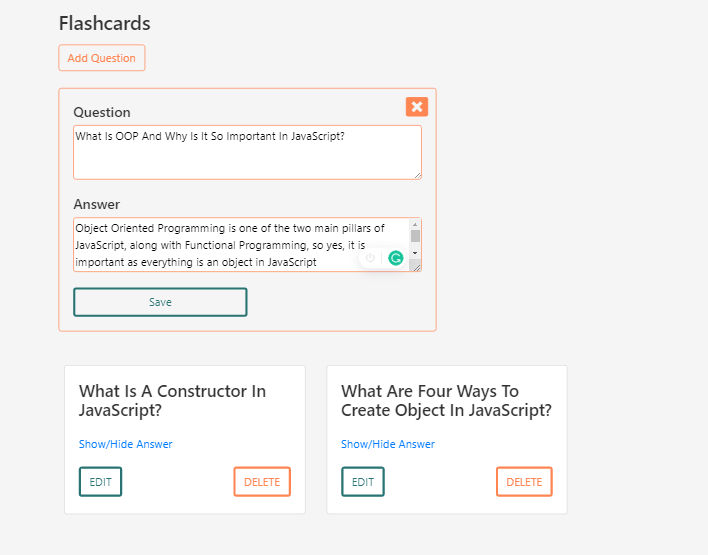 Flashcards
Add Question
Question
What Is OOP And Why Is It So Important In JavaScript?
Answer
Object Oriented Programming is one of the two main pillars of
JavaScript, along with Functional Programming, so yes, it is
important as everything is an object in JavaScript
Save
What Is A Constructor In
JavaScript?
Show/Hide Answer
EDIT
DELETE
What Are Four Ways To
Create Object In JavaScript?
Show/Hide Answer
EDIT
DELETE